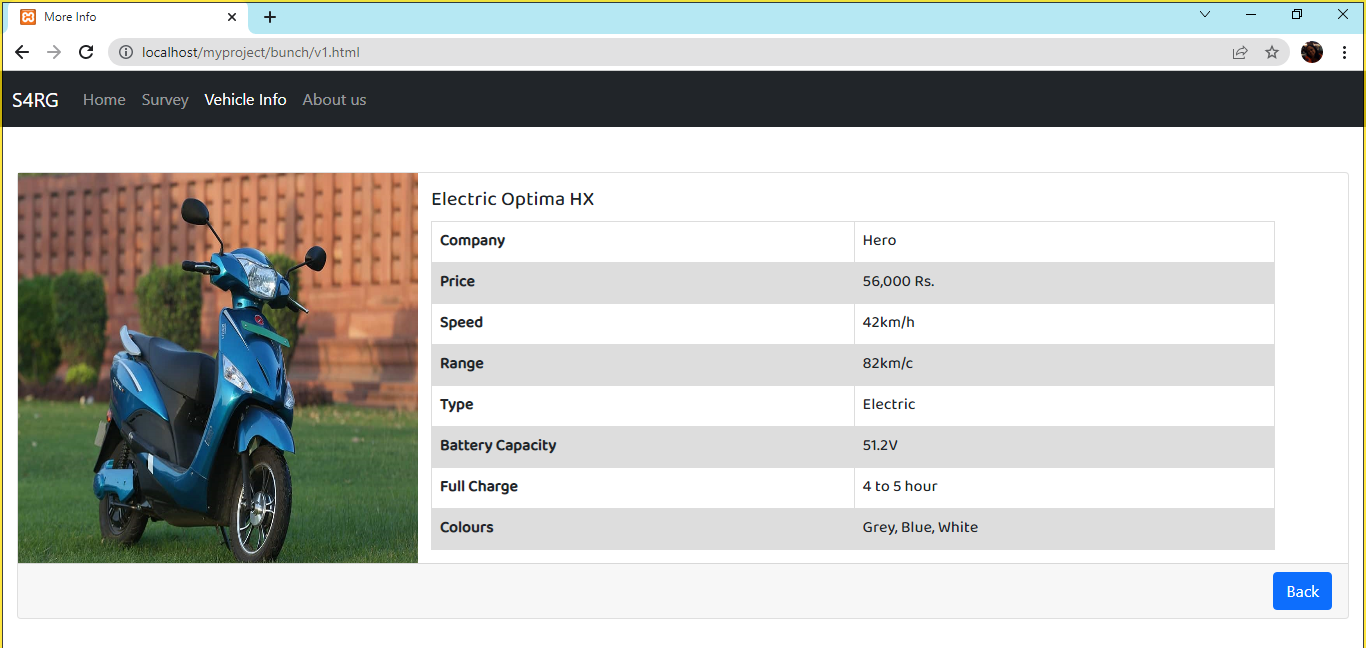 More Info
localhost/myproject/bunch/v1.html
S4RG Home Survey Vehicle Info About us
Electric Optima HX
Company Hero
Price 56,000 Rs.
Speed 42km/h
Range 82km/c
Type Electric
Battery Capacity 51.2V
Full Charge 4 to 5 hour
Colours Grey, Blue, White
Back